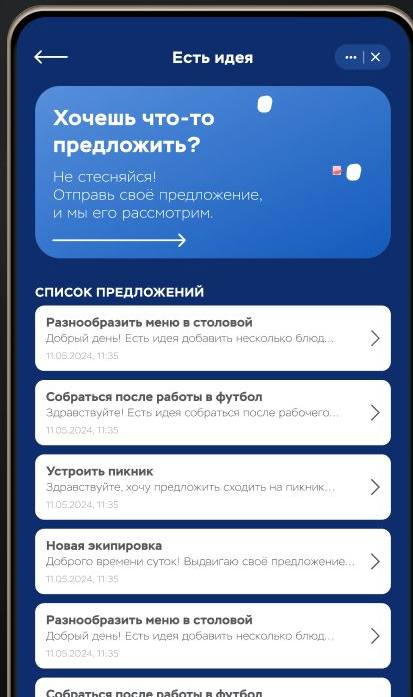 Есть идея
Хочешь что-то
предложить?
Не стесняйся!
Отправь своё предложение,
и мы его рассмотрим.
СПИСОК ПРЕДЛОЖЕНИЙ
Разнообразить меню в столовой
Добрый день! Есть идея добавить несколько блюд...
11.05.2024, 11:35
Собраться после работы в футбол
Здравствуйте! Есть идея собраться после рабочего...
11.05.2024, 11:35
Устроить пикник
Здравствуйте, хочу предложить сходить на пикник...
11.05.2024, 11:35
Новая экипировка
Доброго времени суток! Выдвигаю своё предложение...
11.05.2024, 11:35
Разнообразить меню в столовой
Добрый день! Есть идея добавить несколько блюд...
11.05.2024, 11:35
Собраться после работы в футбол